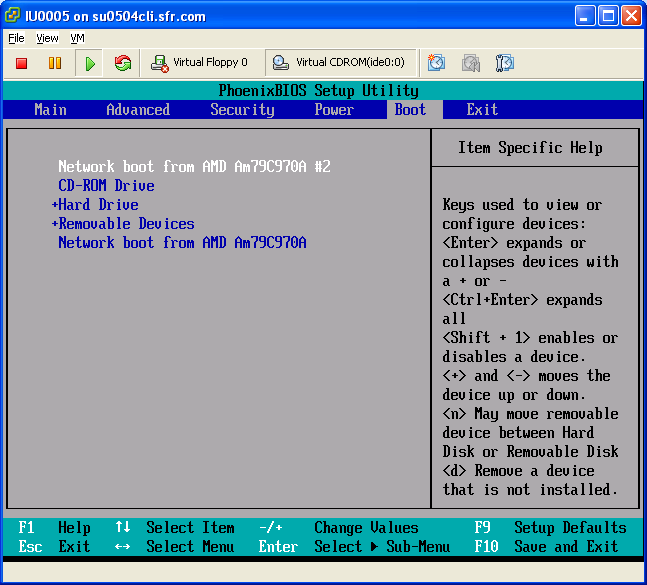 IU0005 on su0504cli.sfr.com
File View VM
Virtual Floppy 0 Virtual CDROM(ide0:0)
PhoenixBIOS Setup Utility
Main Advanced Security Power Boot Exit
Item Specific Help
Network boot from AMD Am79C970A #2
CD-ROM Drive
+Hard Drive
+Removable Devices
Network boot from AMD Am79C970A
Keys used to view or
configure devices:
<Enter> expands or
collapses devices with
a + or -
<Ctrl+Enter> expands
all
<Shift + 1> enables or
disables a device.
<+> and <-> moves the
device up or down.
<n> May move removable
device between Hard
Disk or Removable Disk
<d> Remove a device
that is not installed.
F1 Help ↑↓ Select Item -/+ Change Values F9 Setup Defaults
Esc Exit ↔ Select Menu Enter Select ▶ Sub-Menu F10 Save and Exit